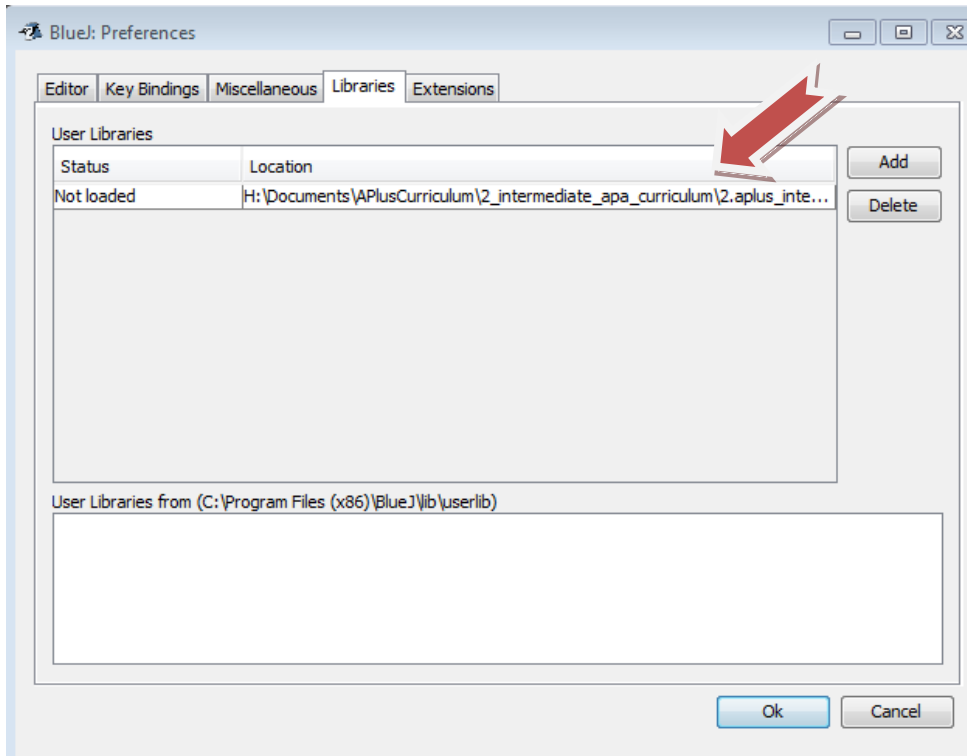 BlueJ: Preferences
Editor Key Bindings Miscellaneous Libraries Extensions
User Libraries
Status Location Add
Not loaded H:\Documents\APlusCurriculum\2_intermediate_apa_curriculum\2.aplus_inte... Delete
User Libraries from (C:\Program Files (x86)\BlueJ\lib\userlib)
Ok Cancel